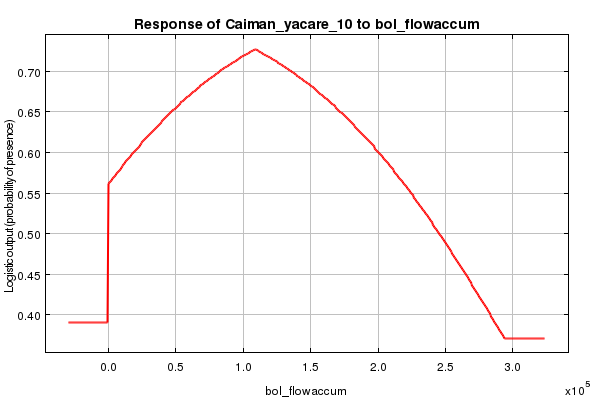 Response of Caiman_yacare_10 to bol_flowaccum
Logistic output (probability of presence)
0.70
0.65
0.60
0.55
0.50
0.45
0.40
0.0 0.5 1.0 1.5 2.0 2.5 3.0
bol_flowaccum
x10^5